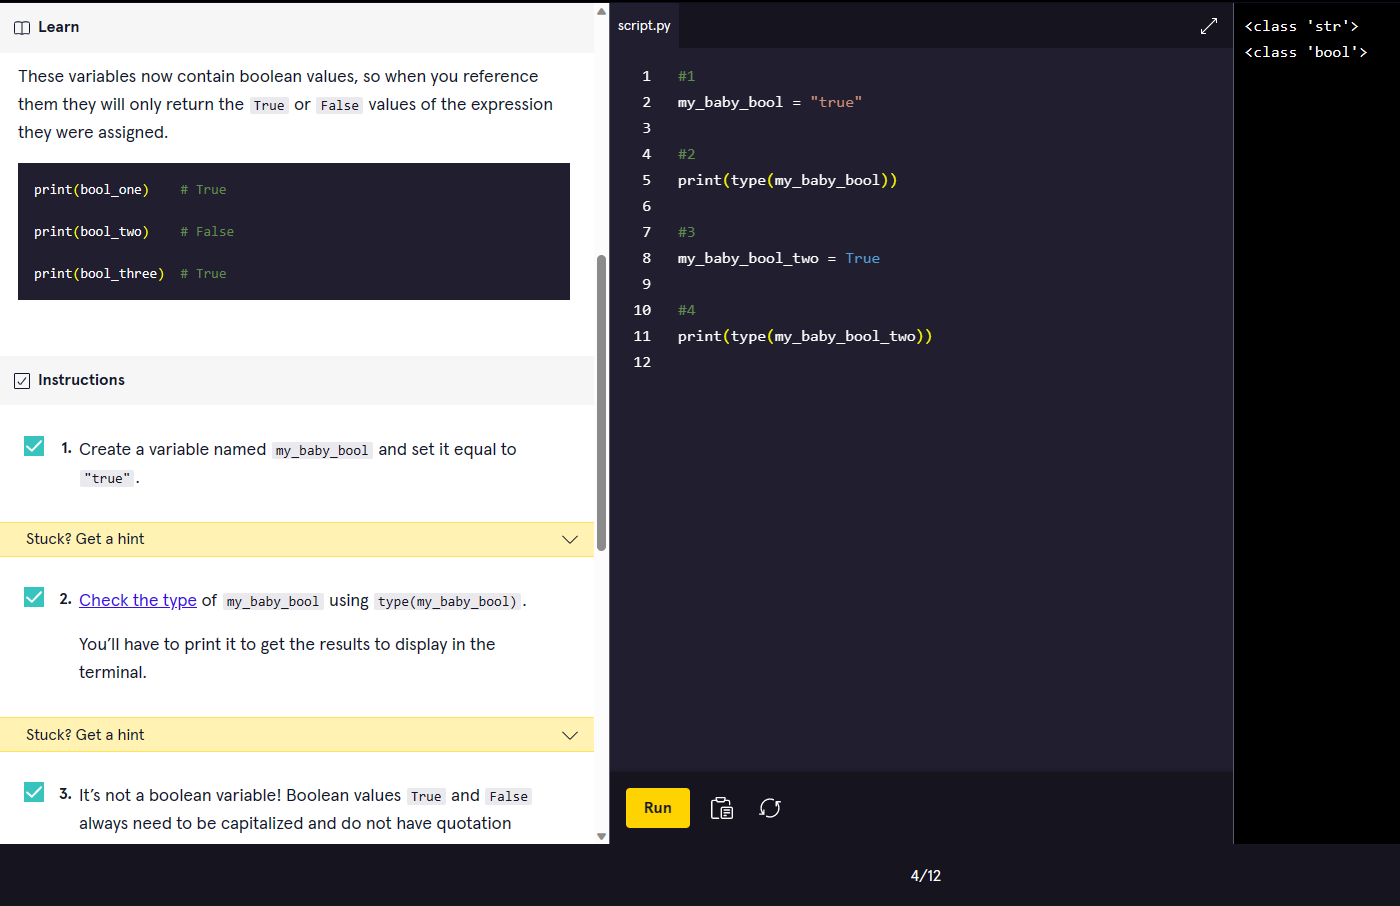 Learn
These variables now contain boolean values, so when you reference
them they will only return the True or False values of the expression
they were assigned.
print(bool_one)    # True
print(bool_two)    # False
print(bool_three)  # True
Instructions
1. Create a variable named my_baby_bool and set it equal to
"true".
Stuck? Get a hint
2. Check the type of my_baby_bool using type(my_baby_bool).
You’ll have to print it to get the results to display in the
terminal.
Stuck? Get a hint
3. It’s not a boolean variable! Boolean values True and False
always need to be capitalized and do not have quotation
script.py
1 #1
2 my_baby_bool = "true"
3
4 #2
5 print(type(my_baby_bool))
6
7 #3
8 my_baby_bool_two = True
9
10 #4
11 print(type(my_baby_bool_two))
12
Run
<class 'str'>
<class 'bool'>
4/12